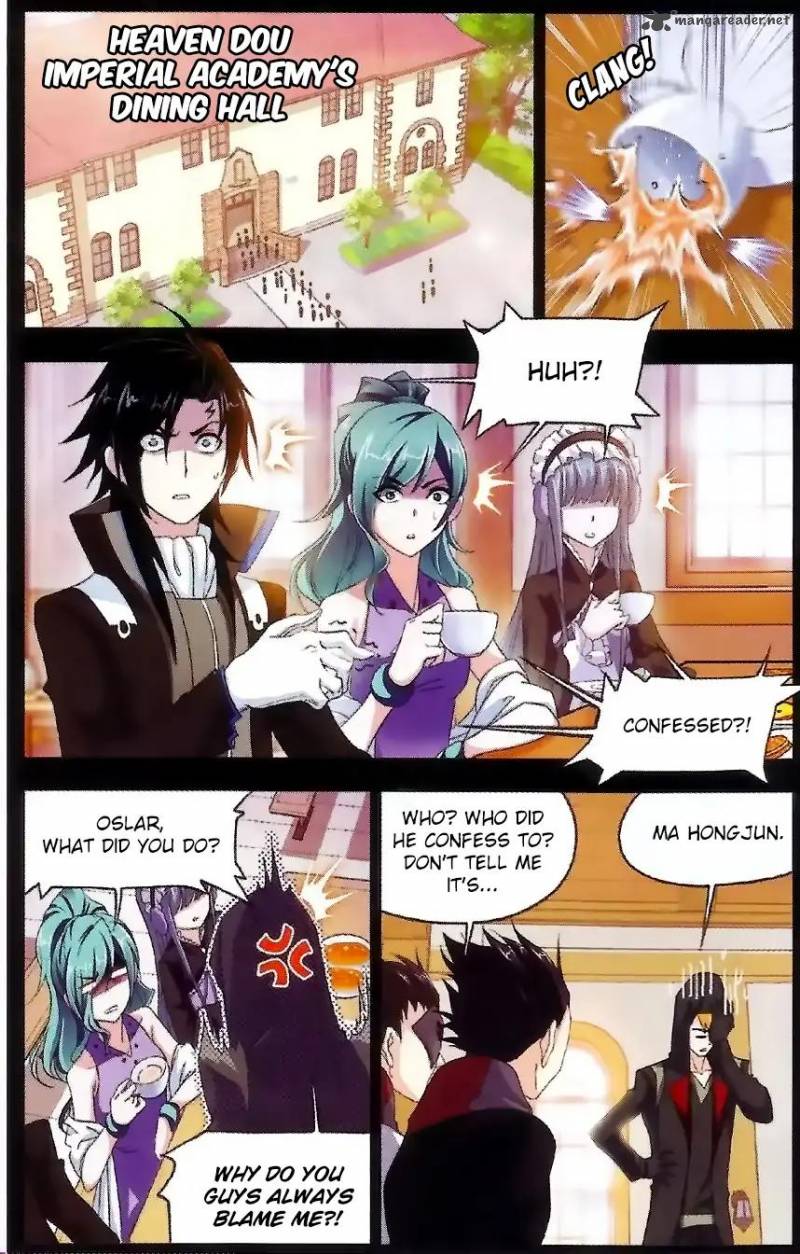 HEAVEN DOU
IMPERIAL ACADEMY'S
DINING HALL
mangareader.net
CLANG!
HUH?!
CONFESSED?!
OSLAR,
WHAT DID YOU DO?
WHY DO YOU
GUYS ALWAYS
BLAME ME?!
WHO? WHO DID
HE CONFESS TO?
DON'T TELL ME
IT'S...
MA HONGJUN.